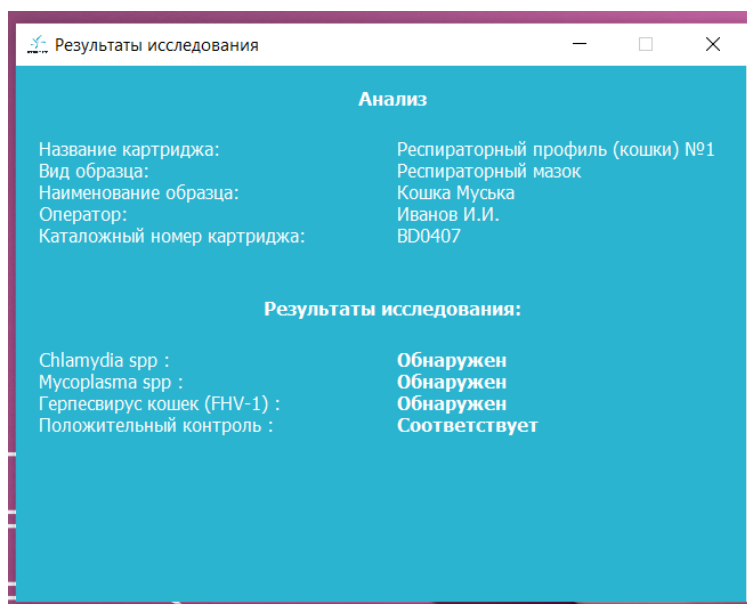 Результаты исследования
Анализ
Название картриджа: Респираторный профиль (кошки) №1
Вид образца: Респираторный мазок
Наименование образца: Кошка Муська
Оператор: Иванов И.И.
Каталожный номер картриджа: BD0407
Результаты исследования:
Chlamydia spp : Обнаружен
Mycoplasma spp : Обнаружен
Герпесвирус кошек (FHV-1) : Обнаружен
Положительный контроль : Соответствует